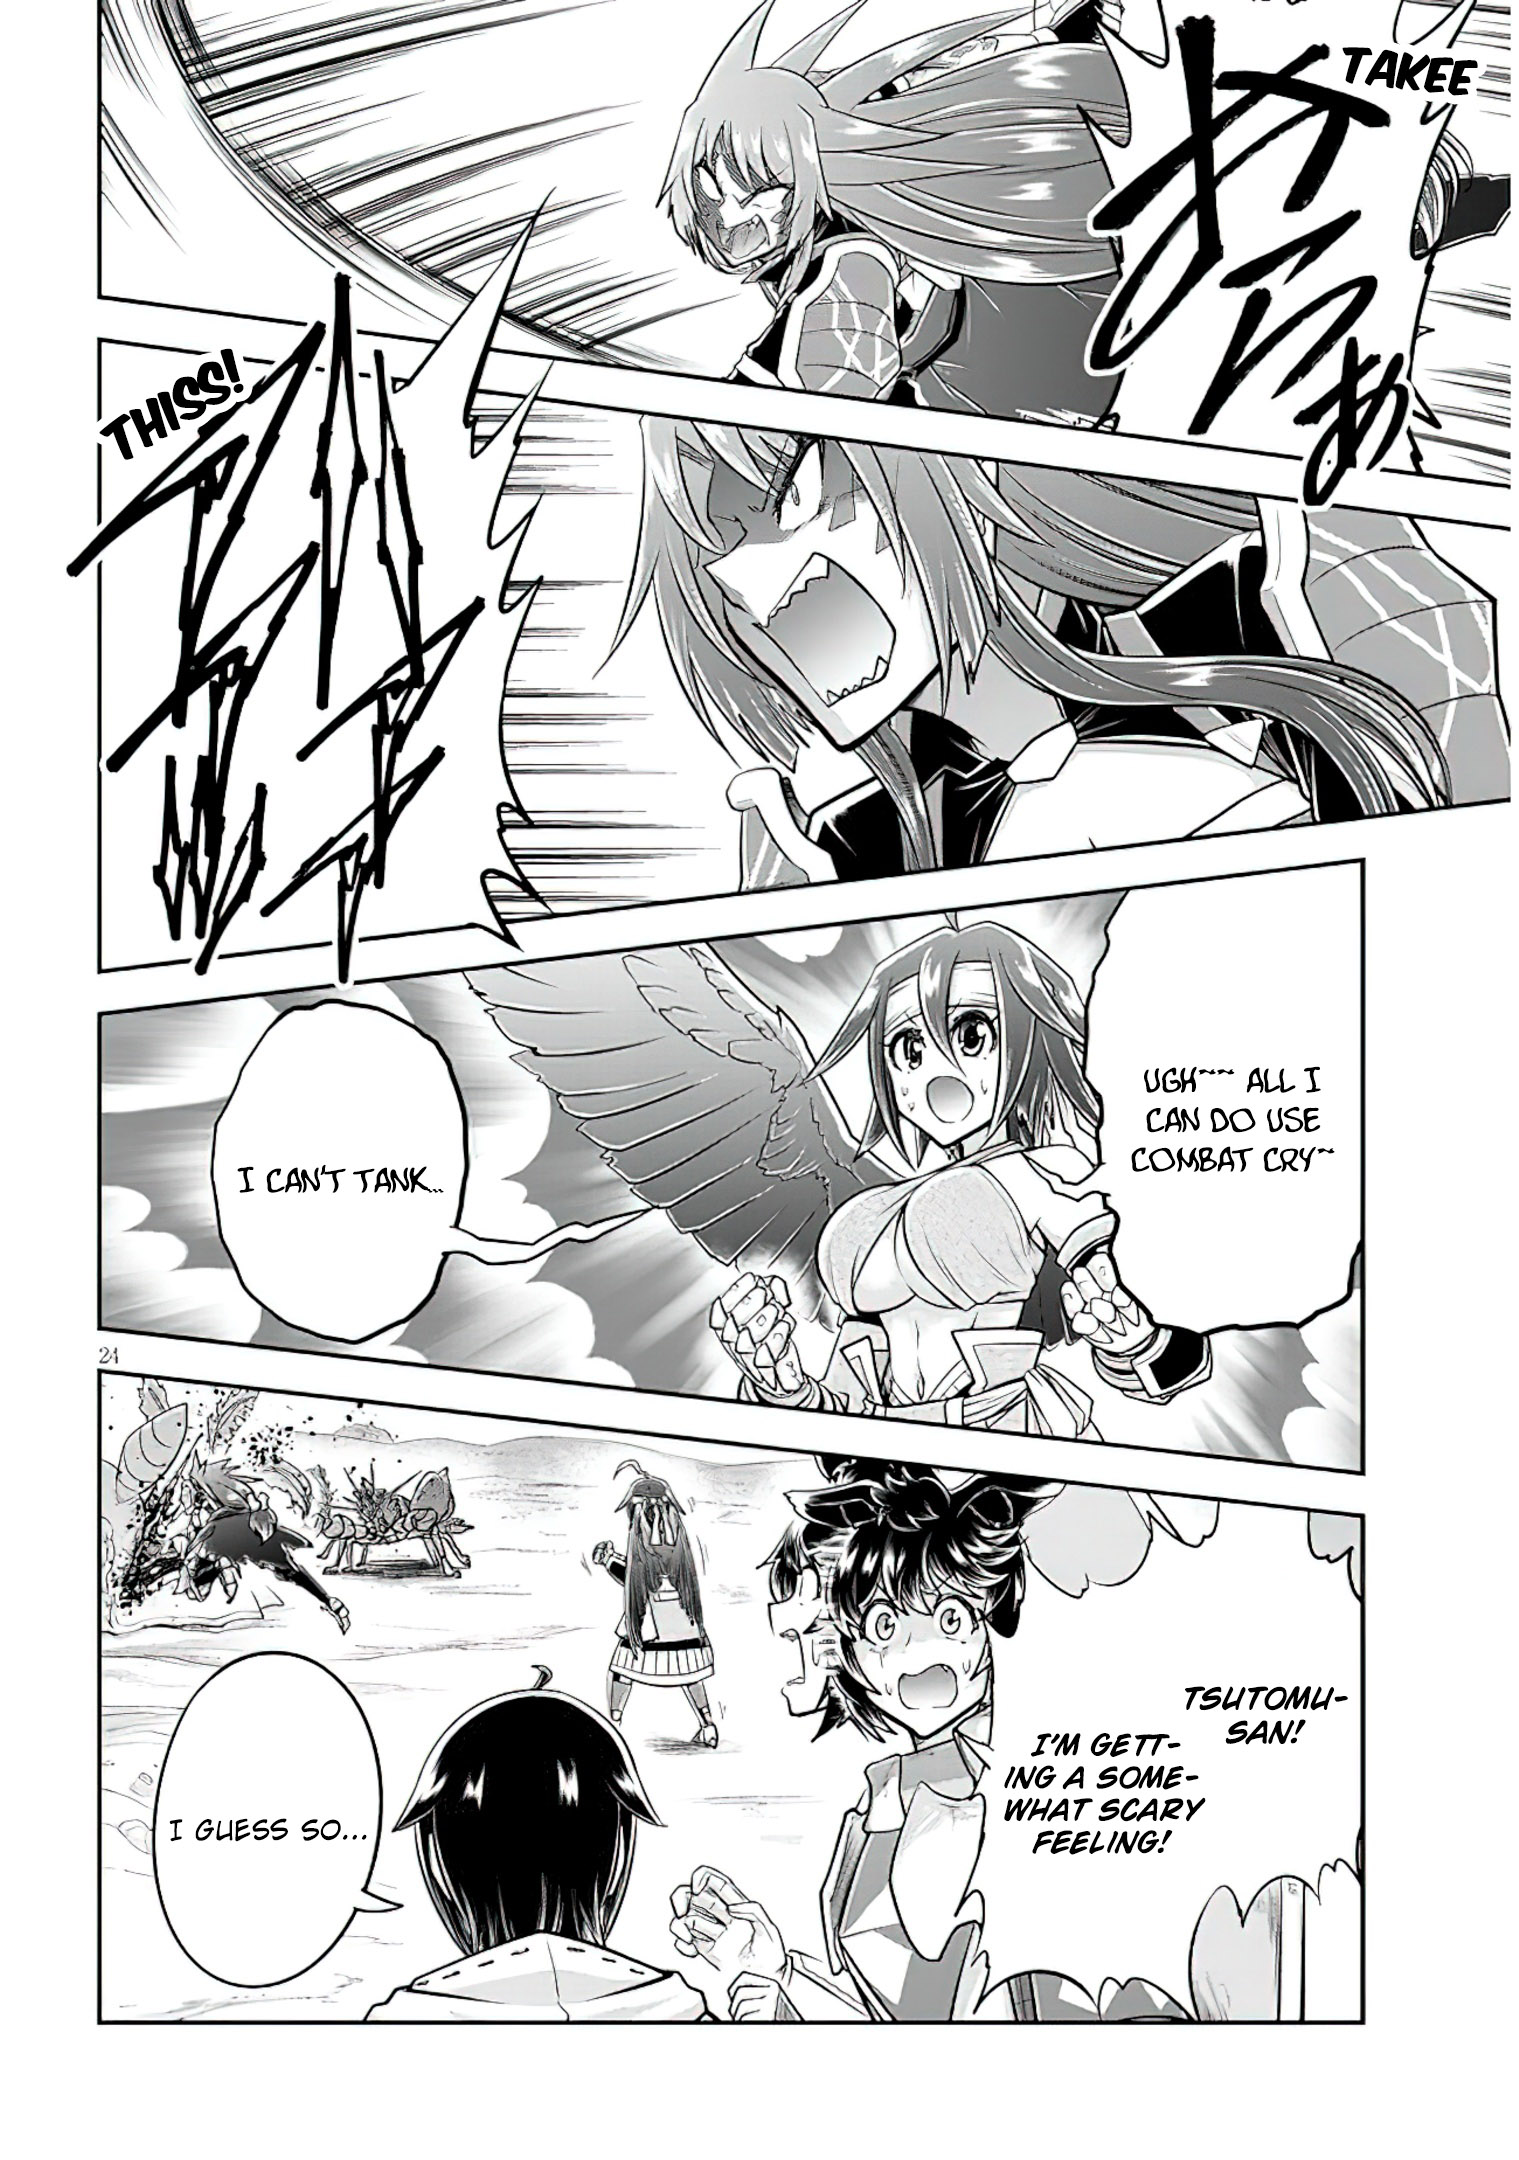 TAKEE
THISS!
UGH~~ ALL I
CAN DO USE
COMBAT CRY~
I CAN'T TANK...
24
TSUTOMU-
SAN!
I'M GETT-
ING A SOME-
WHAT SCARY
FEELING!
I GUESS SO...